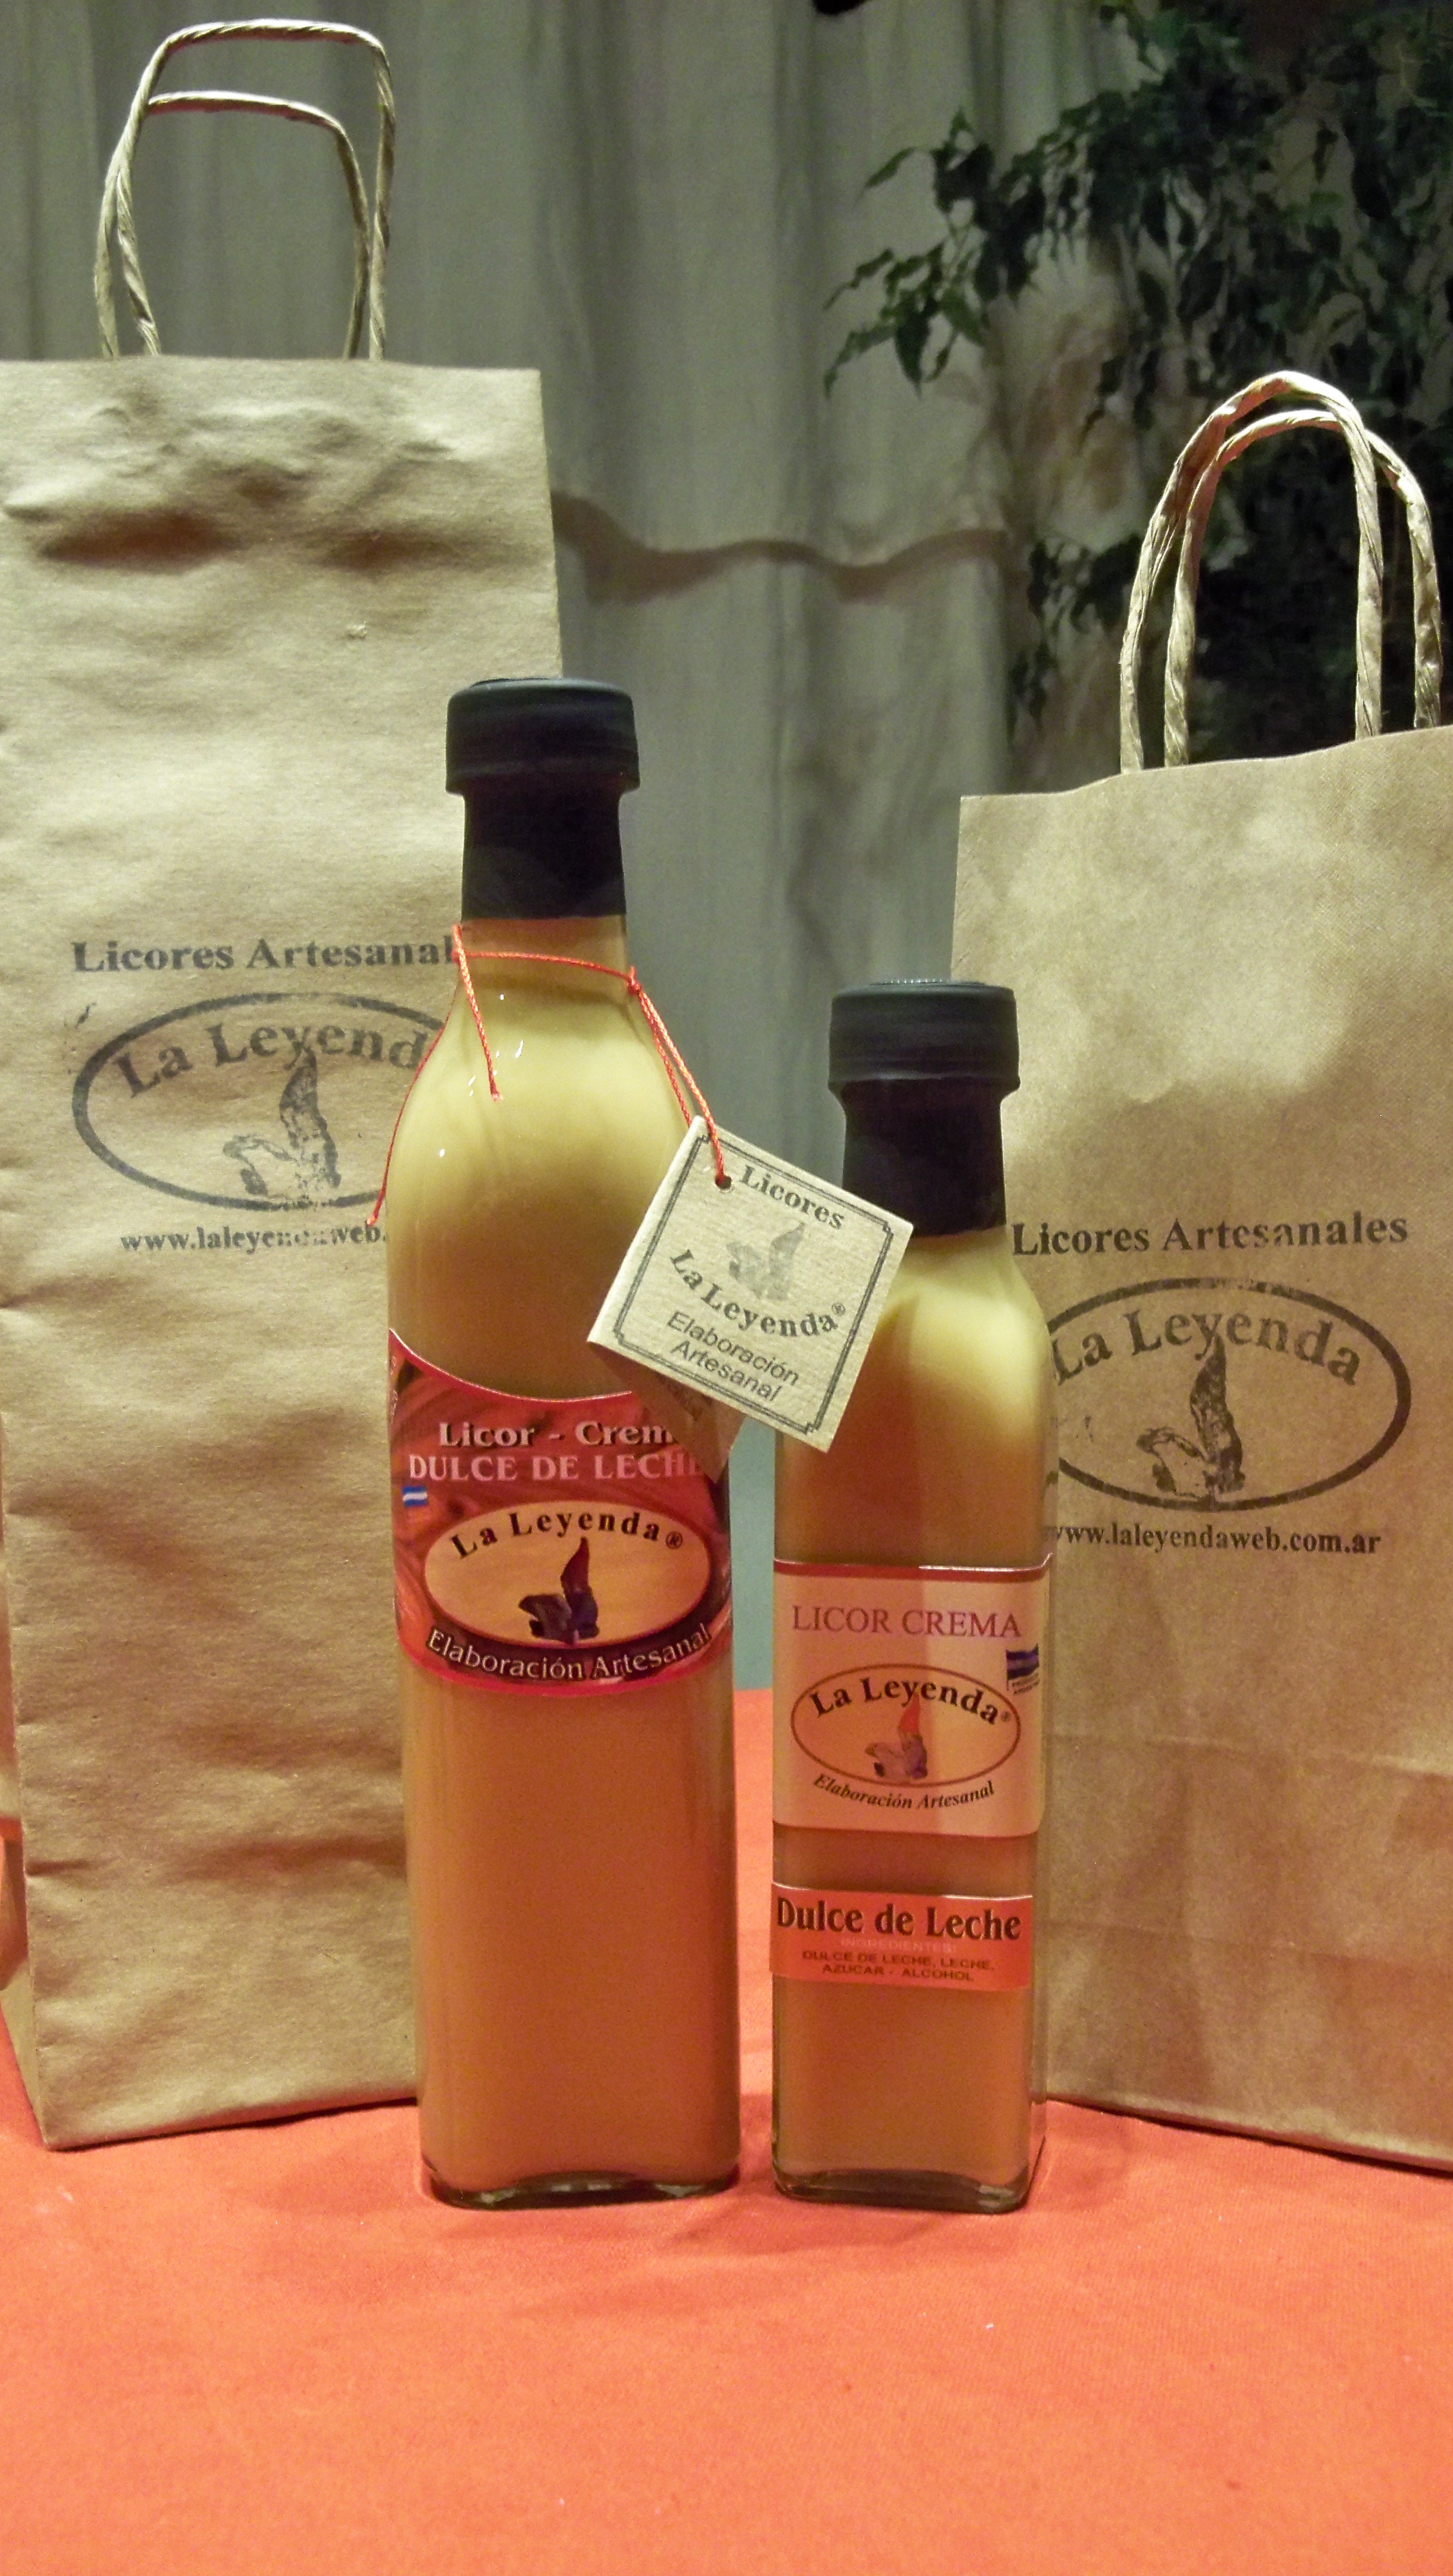 Licores Artesanal
La Leyenda
www.laleyendaweb.
Licores
La Leyenda®
Elaboración
Artesanal
Licor - Crem
DULCE DE LECHE
La Leyenda®
Elaboración Artesanal
LICOR CREMA
La Leyenda®
Elaboración Artesanal
Dulce de Leche
INGREDIENTES:
DULCE DE LECHE, LECHE,
AZUCAR - ALCOHOL
Licores Artesanales
La Leyenda
www.laleyendaweb.com.ar